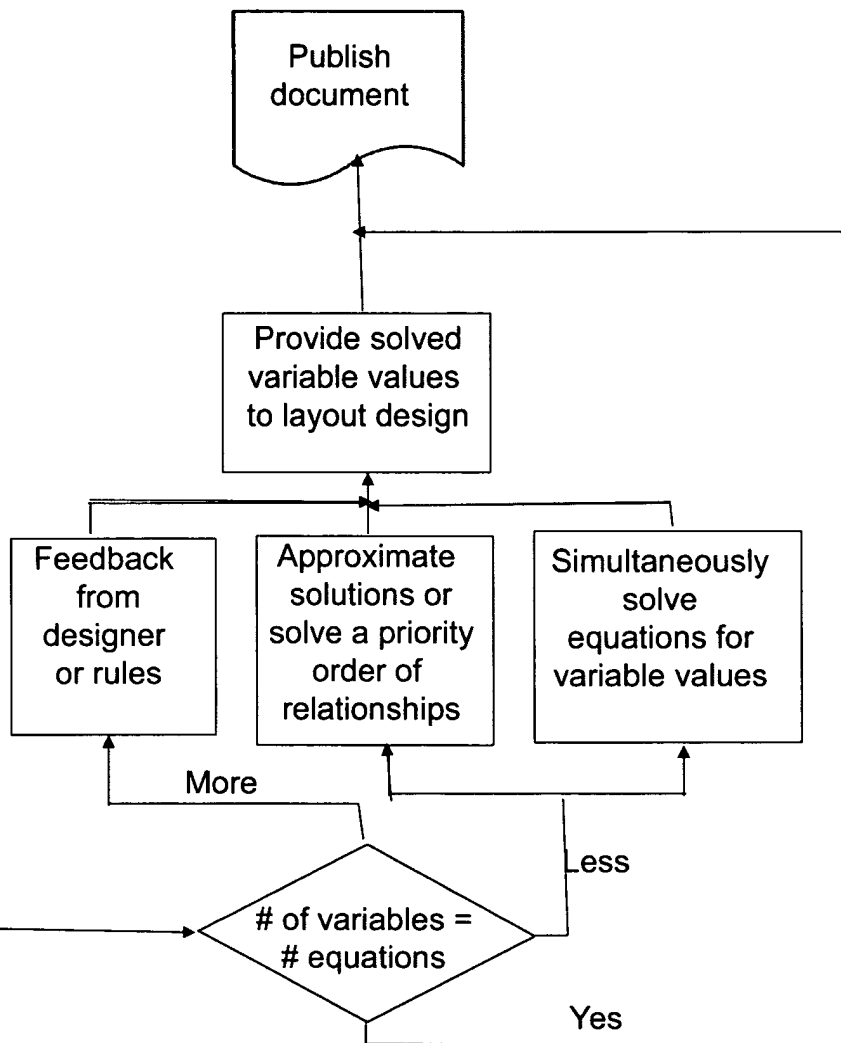 Publish
document
Provide solved
variable values
to layout design
Feedback
from
designer
or rules
Approximate
solutions or
solve a priority
order of
relationships
Simultaneously
solve
equations for
variable values
More
Less
# of variables =
# equations
Yes